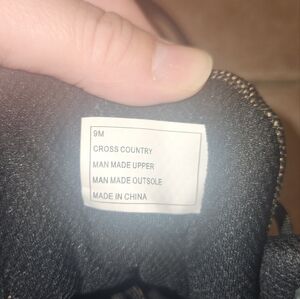 9M
CROSS COUNTRY
MAN MADE UPPER
MAN MADE OUTSOLE
MADE IN CHINA